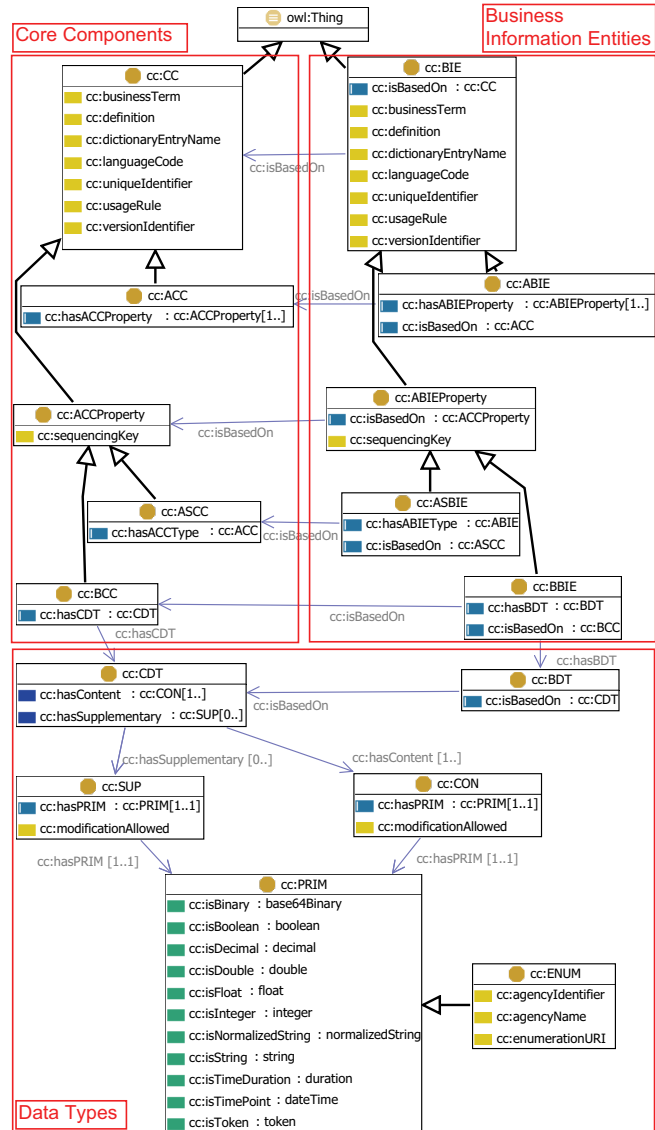 Core Components
owl:Thing
Business
Information Entities
cc:CC
cc:businessTerm
cc:definition
cc:dictionaryEntryName
cc:languageCode
cc:uniqueIdentifier
cc:usageRule
cc:versionIdentifier
cc:BIE
cc:isBasedOn : cc:CC
cc:businessTerm
cc:definition
cc:dictionaryEntryName
cc:languageCode
cc:uniqueIdentifier
cc:usageRule
cc:versionIdentifier
cc:isBasedOn
cc:ACC
cc:hasACCProperty : cc:ACCProperty[1..]
cc:isBasedOn
cc:ABIE
cc:hasABIEProperty : cc:ABIEProperty[1..]
cc:isBasedOn : cc:ACC
cc:ACCProperty
cc:sequencingKey
cc:isBasedOn
cc:ABIEProperty
cc:isBasedOn : cc:ACCProperty
cc:sequencingKey
cc:ASCC
cc:hasACCType : cc:ACC
cc:isBasedOn
cc:ASBIE
cc:hasABIEType : cc:ABIE
cc:isBasedOn : cc:ASCC
cc:BCC
cc:hasCDT : cc:CDT
cc:isBasedOn
cc:BBIE
cc:hasBDT : cc:BDT
cc:isBasedOn : cc:BCC
cc:hasCDT
cc:hasBDT
cc:CDT
cc:hasContent : cc:CON[1..]
cc:hasSupplementary : cc:SUP[0..]
cc:isBasedOn
cc:BDT
cc:isBasedOn : cc:CDT
cc:hasSupplementary [0..]
cc:hasContent [1..]
cc:SUP
cc:hasPRIM : cc:PRIM[1..1]
cc:modificationAllowed
cc:CON
cc:hasPRIM : cc:PRIM[1..1]
cc:modificationAllowed
cc:hasPRIM [1..1]
cc:hasPRIM [1..1]
cc:PRIM
cc:isBinary : base64Binary
cc:isBoolean : boolean
cc:isDecimal : decimal
cc:isDouble : double
cc:isFloat : float
cc:isInteger : integer
cc:isNormalizedString : normalizedString
cc:isString : string
cc:isTimeDuration : duration
cc:isTimePoint : dateTime
cc:isToken : token
cc:ENUM
cc:agencyIdentifier
cc:agencyName
cc:enumerationURI
Data Types